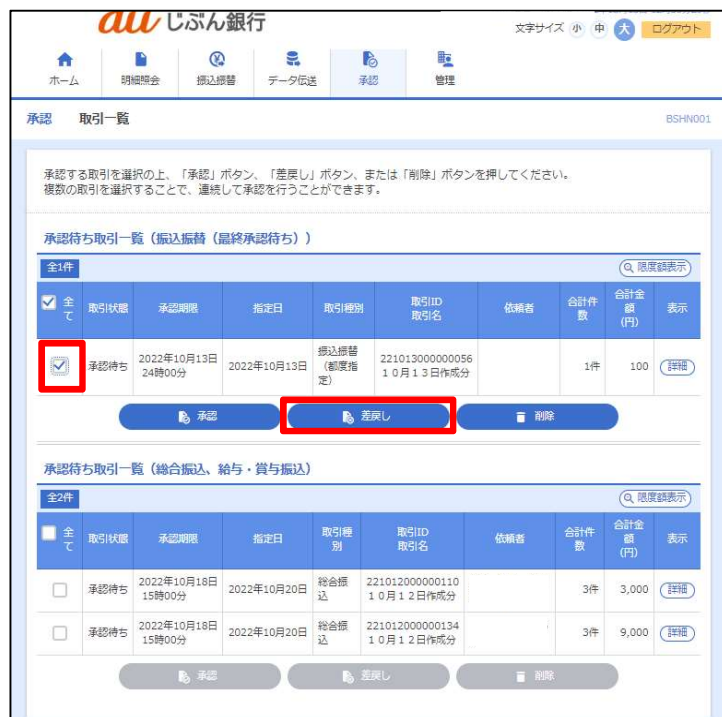 au じぶん銀行
文字サイズ 小 中 大 ログアウト
ホーム 明細照会 振込振替 データ伝送 承認 管理
承認 取引一覧 BSHN001
承認する取引を選択の上、「承認」ボタン、「差戻し」ボタン、または「削除」ボタンを押してください。
複数の取引を選択することで、連続して承認を行うことができます。
承認待ち取引一覧（振込振替（最終承認待ち））
全1件 限度額表示
全て 取引状態 承認期限 指定日 取引種別 取引ID 取引名 依頼者 合計件数 合計金額 (円) 表示
承認待ち 2022年10月13日 24時00分 2022年10月13日 振込振替（都度指定） 221013000000056 １０月１３日作成分 1件 100 詳細
承認 差戻し 削除
承認待ち取引一覧（総合振込、給与・賞与振込）
全2件 限度額表示
全て 取引状態 承認期限 指定日 取引種別 取引ID 取引名 依頼者 合計件数 合計金額 (円) 表示
承認待ち 2022年10月18日 15時00分 2022年10月20日 総合振込 221012000000110 １０月１２日作成分 3件 3,000 詳細
承認待ち 2022年10月18日 15時00分 2022年10月20日 総合振込 221012000000134 １０月１２日作成分 3件 9,000 詳細
承認 差戻し 削除